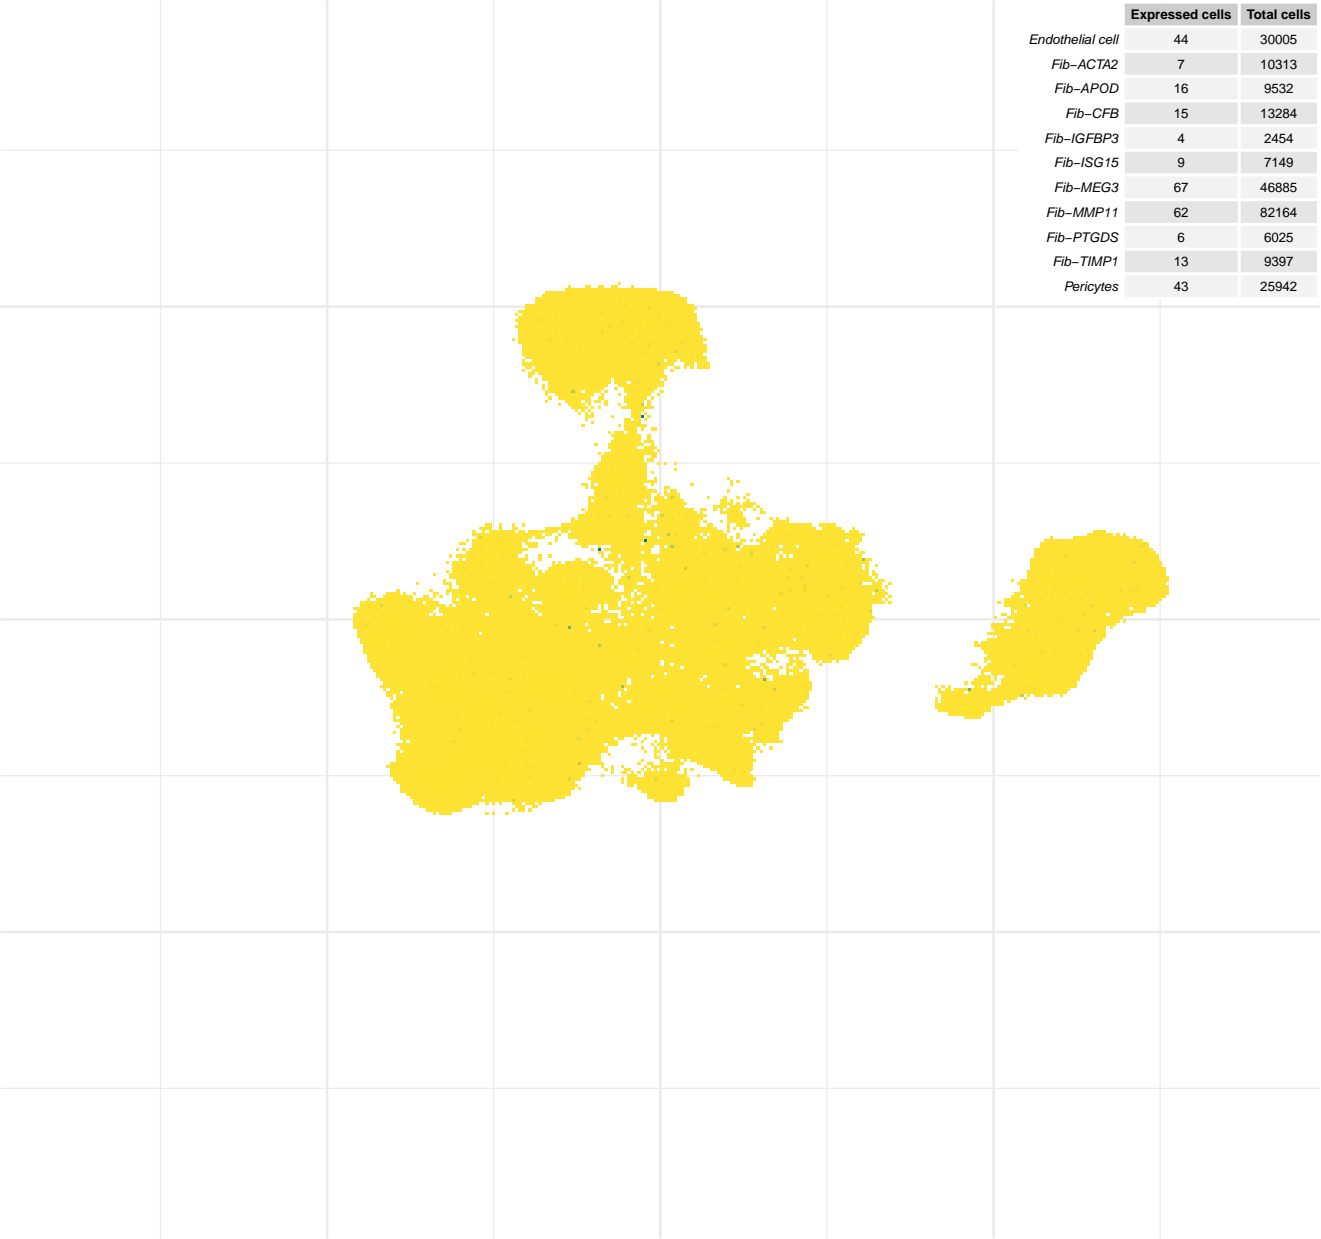 Expressed cells Total cells
Endothelial cell 44 30005
Fib−ACTA2 7 10313
Fib−APOD 16 9532
Fib−CFB 15 13284
Fib−IGFBP3 4 2454
Fib−ISG15 9 7149
Fib−MEG3 67 46885
Fib−MMP11 62 82164
Fib−PTGDS 6 6025
Fib−TIMP1 13 9397
Pericytes 43 25942